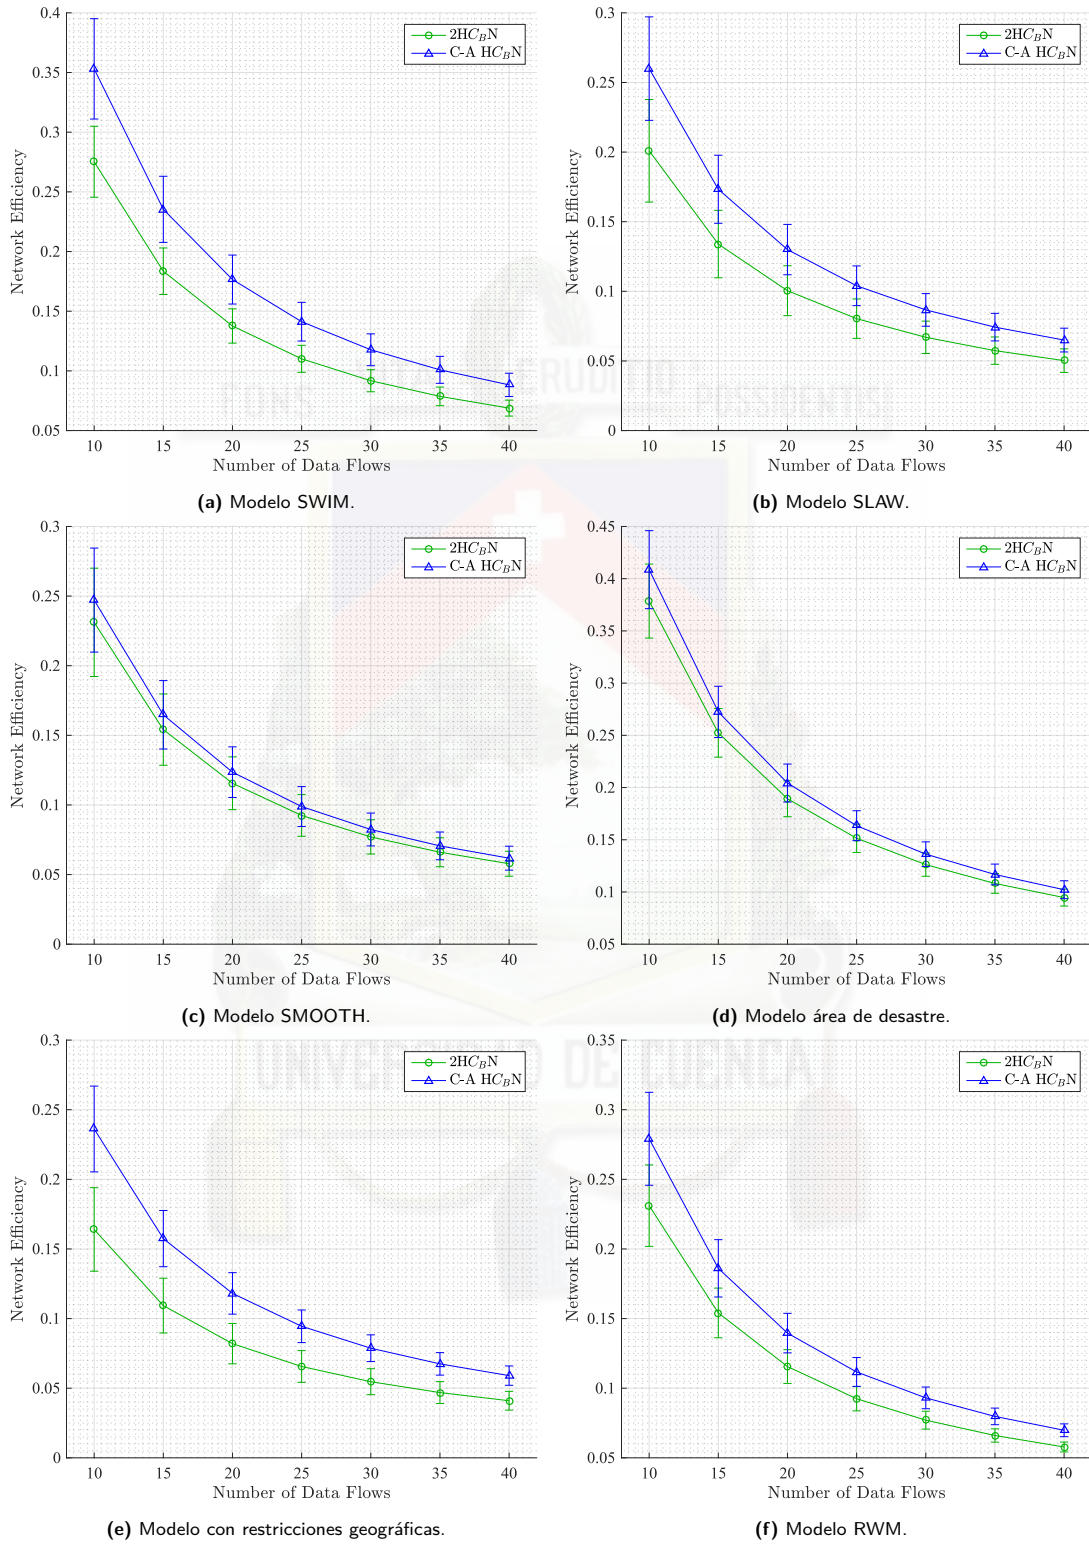 0.4
0.35
0.3
0.25
0.2
0.15
0.1
0.05
Network Efficiency
10 15 20 25 30 35 40
Number of Data Flows
2HC_BN
C-A HC_BN
(a) Modelo SWIM.
0.3
0.25
0.2
0.15
0.1
0.05
0
Network Efficiency
10 15 20 25 30 35 40
Number of Data Flows
2HC_BN
C-A HC_BN
(b) Modelo SLAW.
0.3
0.25
0.2
0.15
0.1
0.05
0
Network Efficiency
10 15 20 25 30 35 40
Number of Data Flows
2HC_BN
C-A HC_BN
(c) Modelo SMOOTH.
0.45
0.4
0.35
0.3
0.25
0.2
0.15
0.1
0.05
Network Efficiency
10 15 20 25 30 35 40
Number of Data Flows
2HC_BN
C-A HC_BN
(d) Modelo área de desastre.
0.3
0.25
0.2
0.15
0.1
0.05
0
Network Efficiency
10 15 20 25 30 35 40
Number of Data Flows
2HC_BN
C-A HC_BN
(e) Modelo con restricciones geográficas.
0.35
0.3
0.25
0.2
0.15
0.1
0.05
Network Efficiency
10 15 20 25 30 35 40
Number of Data Flows
2HC_BN
C-A HC_BN
(f) Modelo RWM.
UNIVERSIDAD DE CUENCA